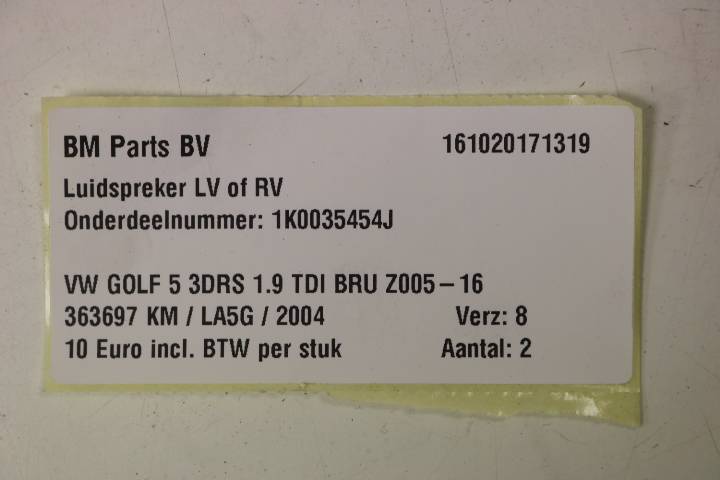 BM Parts BV 161020171319
Luidspreker LV of RV
Onderdeelnummer: 1K0035454J
VW GOLF 5 3DRS 1.9 TDI BRU Z005-16
363697 KM / LA5G / 2004 Verz: 8
10 Euro incl. BTW per stuk Aantal: 2